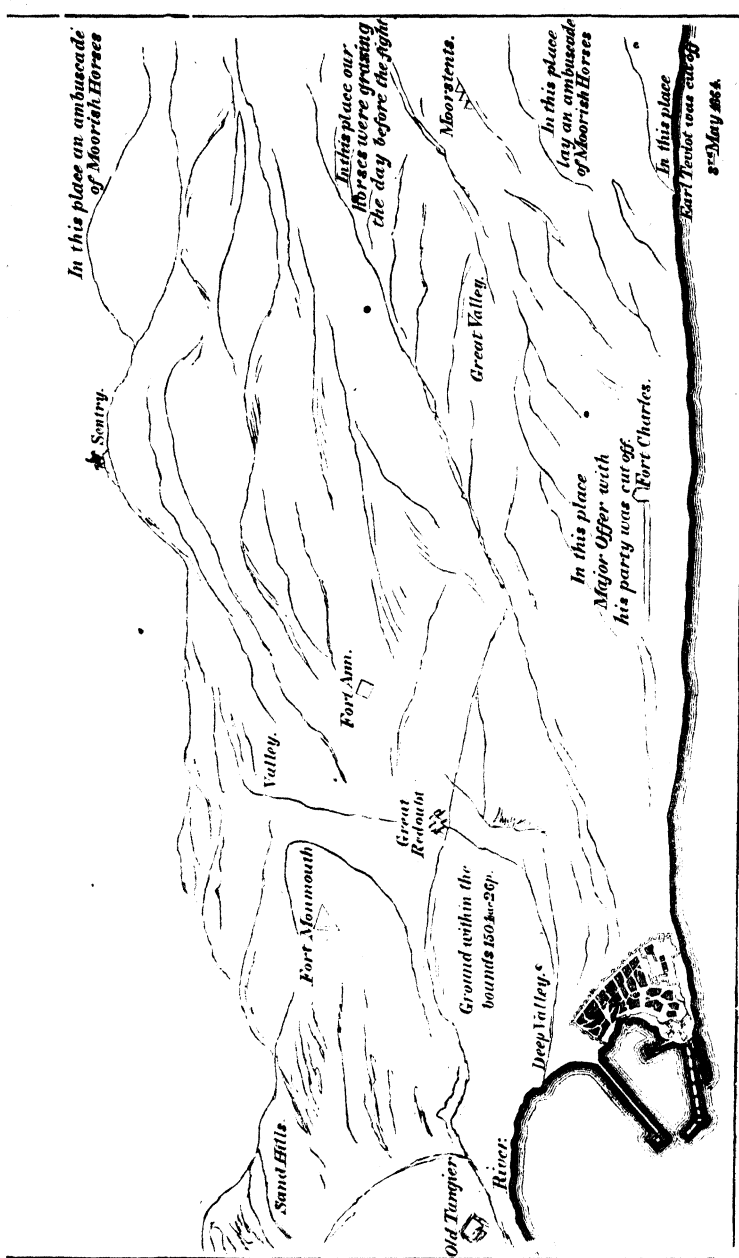 In this place an ambuscade
of Moorish Horses
Sentry.
Valley.
Sand Hills.
Fort Monmouth
In this place our
Horses were grasing
the day before the fight
Fort Ann.
Great
Redoubt
Moorstents.
Great Valley.
Ground within the
bounds
Old Tangier
River.
Deep Valley.
In this place
lay an ambuscade
of Moorish Horses
In this place
Major Offer with
his party was cut off.
Fort Charles.
In this place
Earl Teviot was cut off
3rd May 1664.